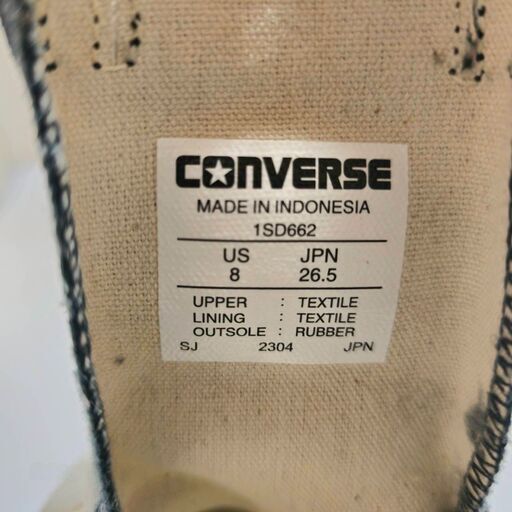 CONVERSE
MADE IN INDONESIA
1SD662
US JPN
8 26.5
UPPER : TEXTILE
LINING : TEXTILE
OUTSOLE : RUBBER
SJ 2304 JPN